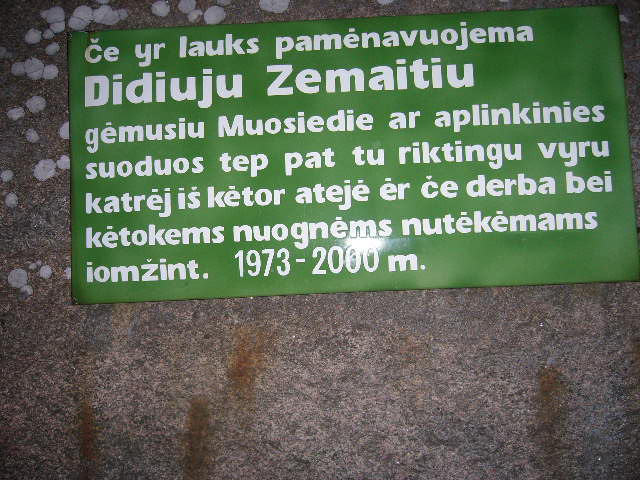 Če yr lauks pamėnavuojema
Didiuju Zemaitiu
gėmusiu Muosiedie ar aplinkinies
suoduos tep pat tu riktingu vyru
katrėj iš kėtor atejė ėr če derba bei
kėtokems nuognėms nutėkėmams
iomžint. 1973-2000 m.